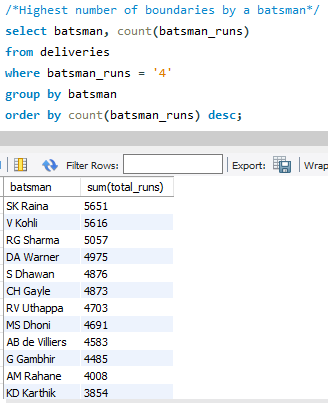 /*Highest number of boundaries by a batsman*/
select batsman, count(batsman_runs)
from deliveries
where batsman_runs = '4'
group by batsman
order by count(batsman_runs) desc;
Filter Rows: Export: Wrap
batsman sum(total_runs)
SK Raina 5651
V Kohli 5616
RG Sharma 5057
DA Warner 4975
S Dhawan 4876
CH Gayle 4873
RV Uthappa 4703
MS Dhoni 4691
AB de Villiers 4583
G Gambhir 4485
AM Rahane 4008
KD Karthik 3854